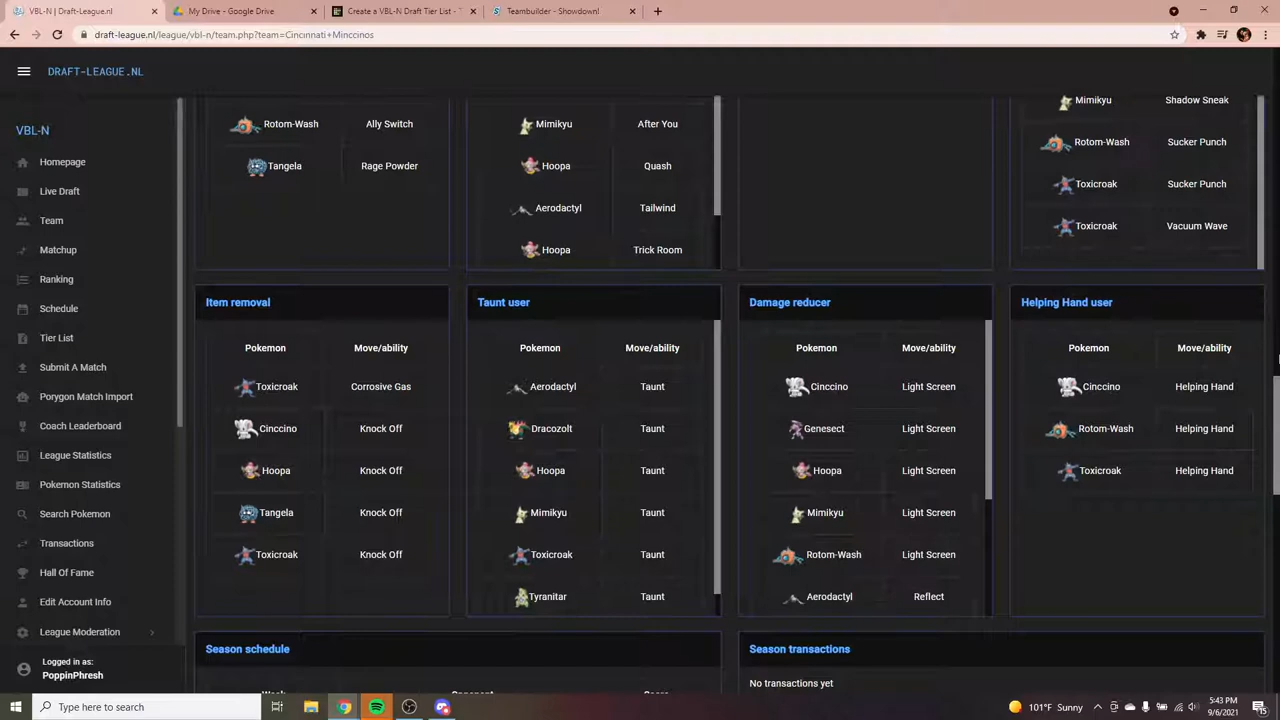 VBL-N | Draft-League.nl
My Drive - Google Drive
Create a VBL-N Draft Tier List - T
Teambuilder - Showdown!
draft-league.nl/league/vbl-n/team.php?team=Cincinnati+Minccinos
DRAFT-LEAGUE.NL
VBL-N
Homepage
Live Draft
Team
Matchup
Ranking
Schedule
Tier List
Submit A Match
Porygon Match Import
Coach Leaderboard
League Statistics
Pokemon Statistics
Search Pokemon
Transactions
Hall Of Fame
Edit Account Info
League Moderation
Logged in as:
PoppinPhresh
Rotom-Wash Ally Switch
Tangela Rage Powder
Mimikyu After You
Hoopa Quash
Aerodactyl Tailwind
Hoopa Trick Room
Mimikyu Shadow Sneak
Rotom-Wash Sucker Punch
Toxicroak Sucker Punch
Toxicroak Vacuum Wave
Item removal
Pokemon Move/ability
Toxicroak Corrosive Gas
Cinccino Knock Off
Hoopa Knock Off
Tangela Knock Off
Toxicroak Knock Off
Taunt user
Pokemon Move/ability
Aerodactyl Taunt
Dracozolt Taunt
Hoopa Taunt
Mimikyu Taunt
Toxicroak Taunt
Tyranitar Taunt
Damage reducer
Pokemon Move/ability
Cinccino Light Screen
Genesect Light Screen
Hoopa Light Screen
Mimikyu Light Screen
Rotom-Wash Light Screen
Aerodactyl Reflect
Helping Hand user
Pokemon Move/ability
Cinccino Helping Hand
Rotom-Wash Helping Hand
Toxicroak Helping Hand
Season schedule
Week Opponent Score
Season transactions
No transactions yet
Type here to search
101°F Sunny
5:43 PM
9/6/2021